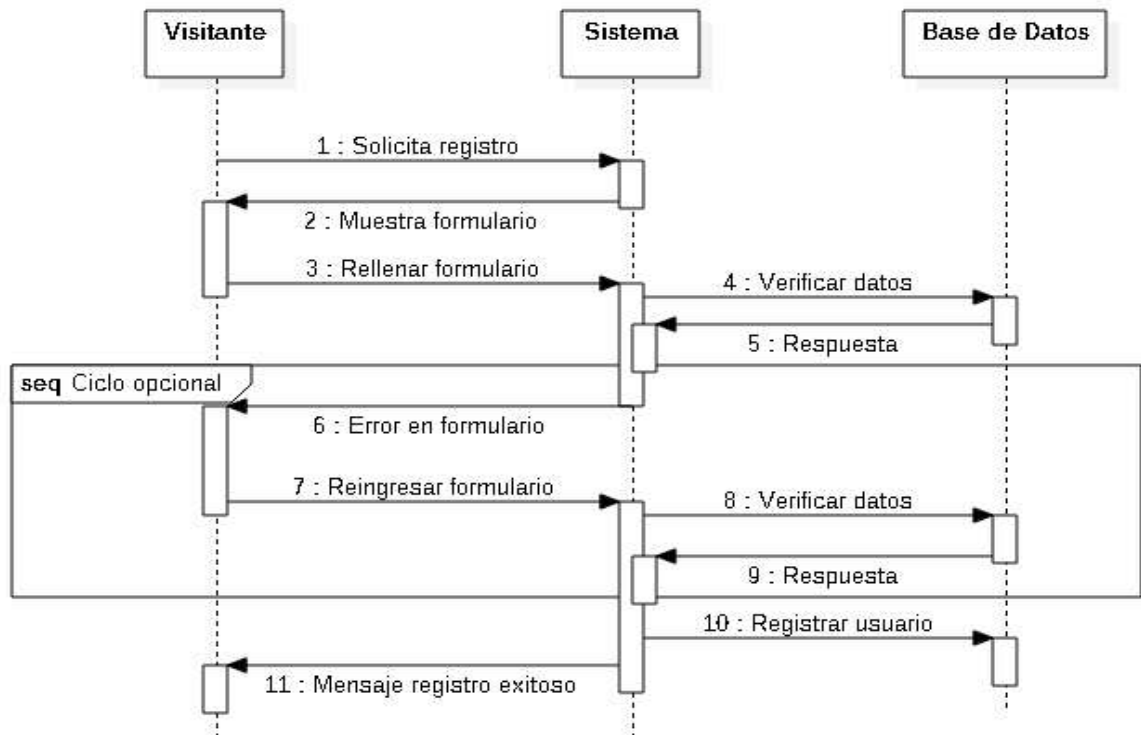 Visitante
Sistema
Base de Datos
1 : Solicita registro
2 : Muestra formulario
3 : Rellenar formulario
4 : Verificar datos
5 : Respuesta
seq Ciclo opcional
6 : Error en formulario
7 : Reingresar formulario
8 : Verificar datos
9 : Respuesta
10 : Registrar usuario
11 : Mensaje registro exitoso